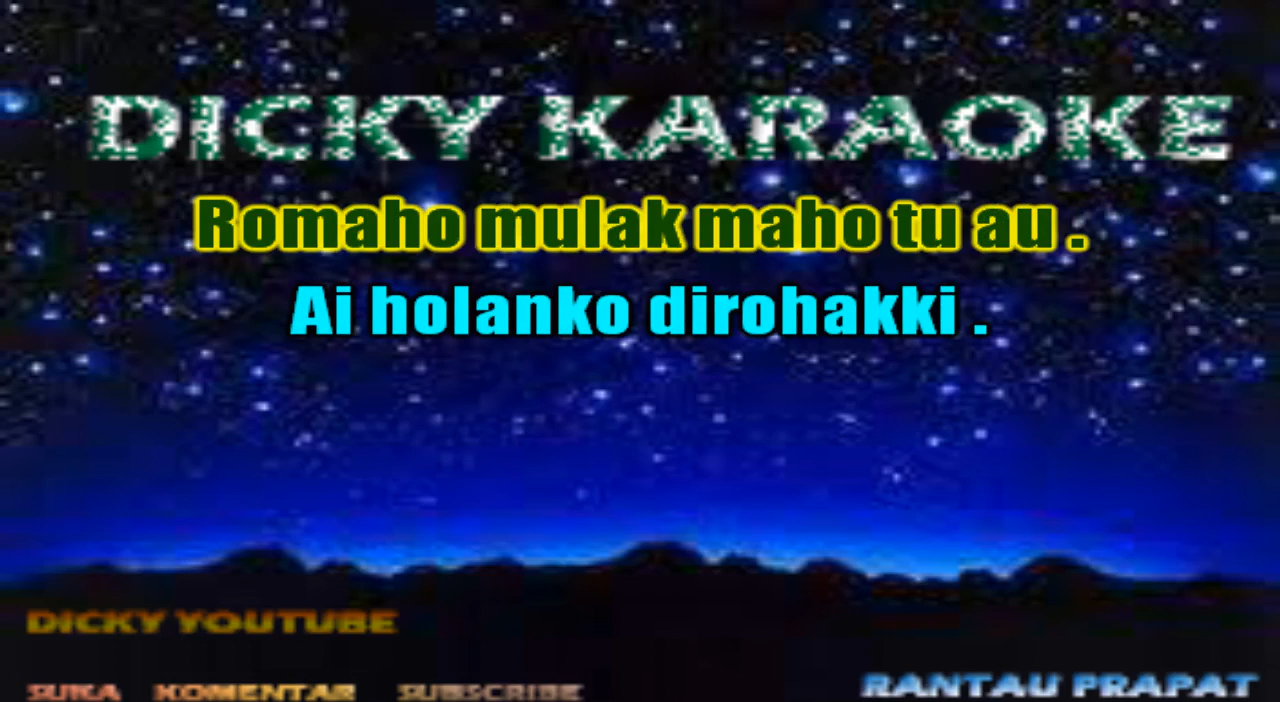 DICKY KARAOKE
Romaho mulak maho tu au .
Ai holanko dirohakki .
DICKY YOUTUBE
SUKA KOMENTAR SUBSCRIBE
RANTAU PRAPAT